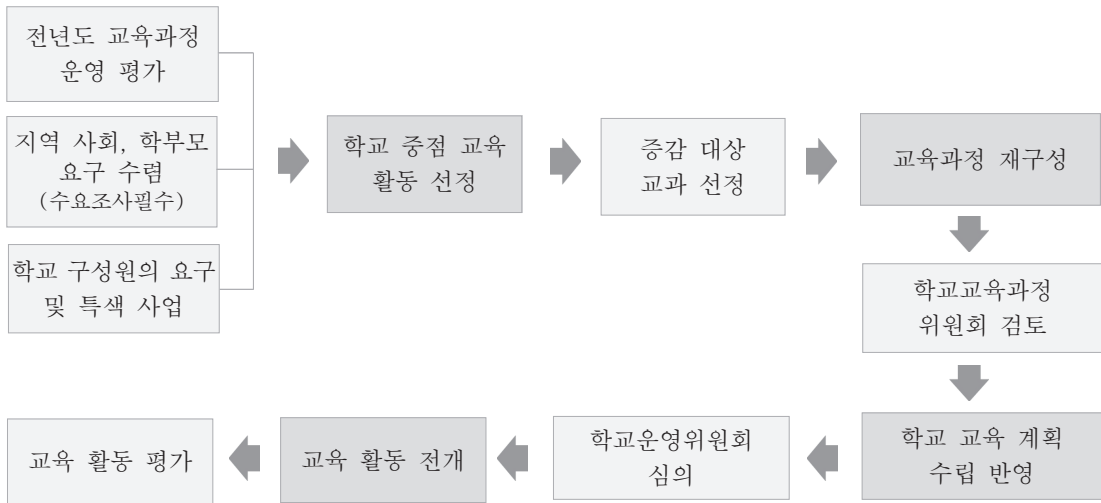 전년도 교육과정
운영 평가
지역 사회, 학부모
요구 수렴
(수요조사필수)
학교 구성원의 요구
및 특색 사업
학교 중점 교육
활동 선정
증감 대상
교과 선정
교육과정 재구성
학교교육과정
위원회 검토
학교 교육 계획
수립 반영
학교운영위원회
심의
교육 활동 전개
교육 활동 평가